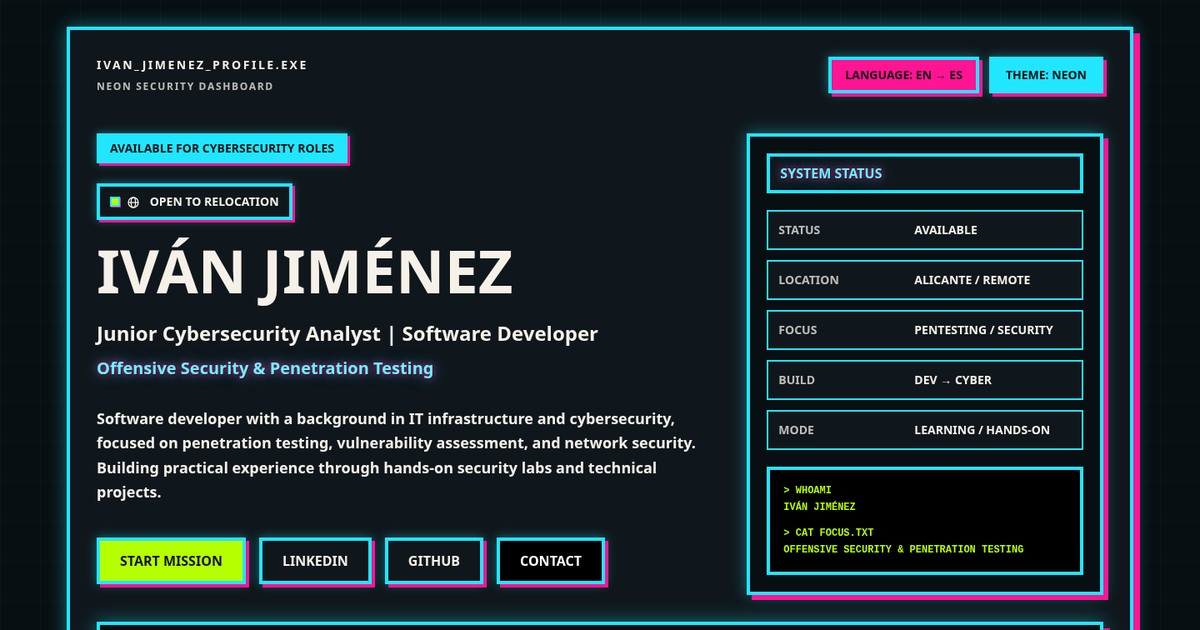 IVAN_JIMENEZ_PROFILE.EXE
NEON SECURITY DASHBOARD
LANGUAGE: EN → ES
THEME: NEON
AVAILABLE FOR CYBERSECURITY ROLES
OPEN TO RELOCATION
IVÁN JIMÉNEZ
Junior Cybersecurity Analyst | Software Developer
Offensive Security & Penetration Testing
Software developer with a background in IT infrastructure and cybersecurity,
focused on penetration testing, vulnerability assessment, and network security.
Building practical experience through hands-on security labs and technical
projects.
START MISSION
LINKEDIN
GITHUB
CONTACT
SYSTEM STATUS
STATUS AVAILABLE
LOCATION ALICANTE / REMOTE
FOCUS PENTESTING / SECURITY
BUILD DEV → CYBER
MODE LEARNING / HANDS-ON
> WHOAMI
IVÁN JIMÉNEZ
> CAT FOCUS.TXT
OFFENSIVE SECURITY & PENETRATION TESTING